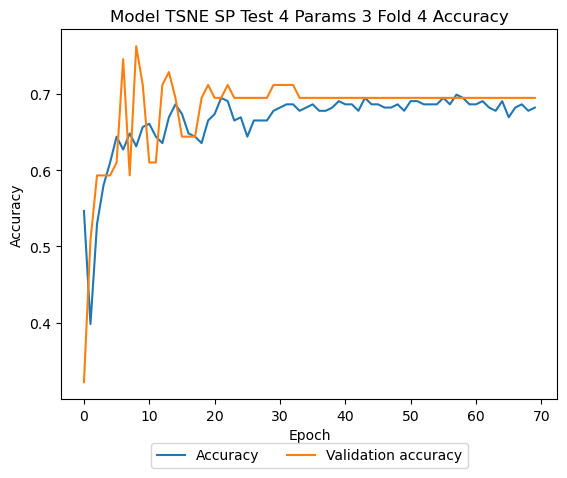 Model TSNE SP Test 4 Params 3 Fold 4 Accuracy
Accuracy
0.7
0.6
0.5
0.4
0 10 20 30 40 50 60 70
Epoch
Accuracy Validation accuracy